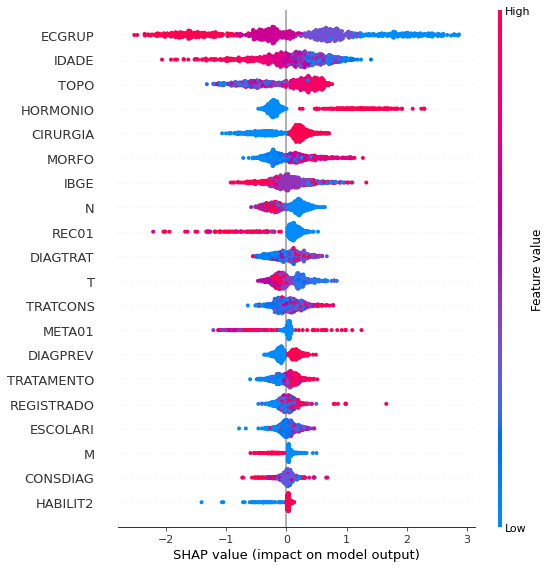 High
ECGRUP
IDADE
TOPO
HORMONIO
CIRURGIA
MORFO
IBGE
N
REC01
DIAGTRAT
T
TRATCONS
META01
DIAGPREV
TRATAMENTO
REGISTRADO
ESCOLARI
M
CONSDIAG
HABILIT2
Feature value
Low
−2 −1 0 1 2 3
SHAP value (impact on model output)